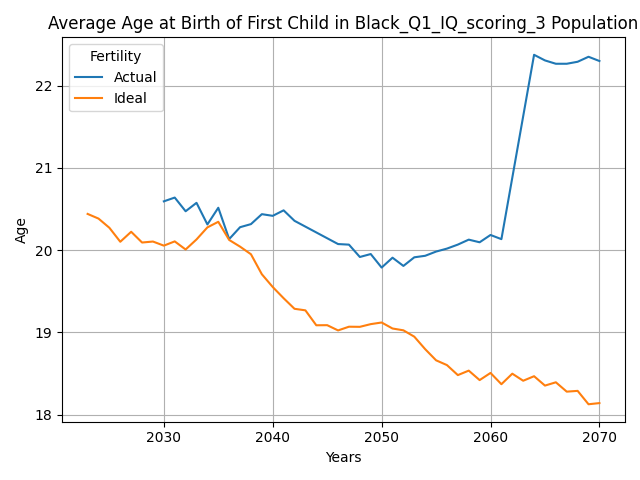 Average Age at Birth of First Child in Black_Q1_IQ_scoring_3 Population
Fertility
Actual
Ideal
22
21
20
19
18
Age
2030
2040
2050
2060
2070
Years